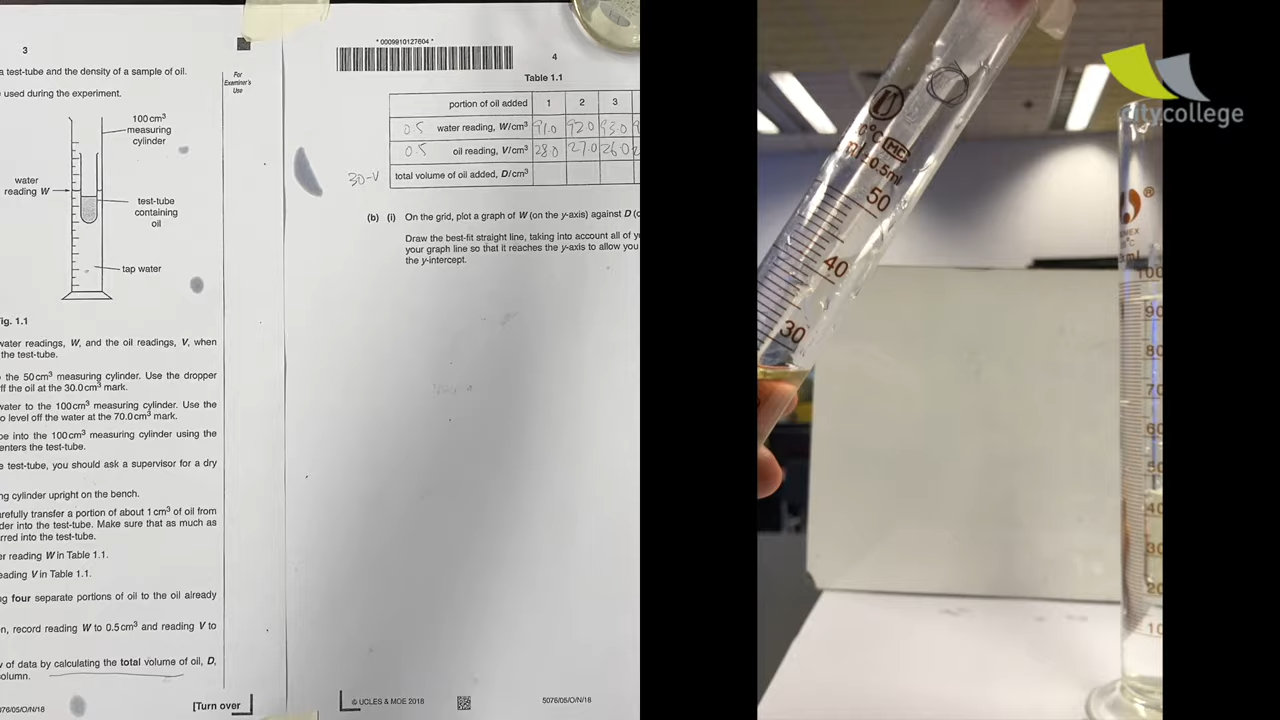 3
a test-tube and the density of a sample of oil.
used during the experiment.
For
Examiner's
Use
100 cm³
measuring
cylinder
water
reading W
test-tube
containing
oil
tap water
ig. 1.1
water readings, W, and the oil readings, V, when
the test-tube.
the 50 cm³ measuring cylinder. Use the dropper
ff the oil at the 30.0 cm³ mark.
water to the 100 cm³ measuring cylinder. Use the
o level off the water at the 70.0 cm³ mark.
be into the 100 cm³ measuring cylinder using the
enters the test-tube.
e test-tube, you should ask a supervisor for a dry
ng cylinder upright on the bench.
arefully transfer a portion of about 1 cm³ of oil from
der into the test-tube. Make sure that as much as
rred into the test-tube.
er reading W in Table 1.1.
eading V in Table 1.1.
ng four separate portions of oil to the oil already
n, record reading W to 0.5 cm³ and reading V to
w of data by calculating the total volume of oil, D,
column.
76/05/O/N/18
[Turn over
* 0009910127604 *
4
Table 1.1
portion of oil added 1 2 3
0.5 water reading, W/cm³ 91.0 92.0 93.0 9
0.5 oil reading, V/cm³ 28.0 27.0 26.0 2
30-V total volume of oil added, D/cm³
(b) (i) On the grid, plot a graph of W (on the y-axis) against D (
Draw the best-fit straight line, taking into account all of y
your graph line so that it reaches the y-axis to allow you
the y-intercept.
© UCLES & MOE 2018
5076/05/O/N/18
0°C MC
±0.5ml
50
40
30
citycollege
®
100
90
80
70
60
50
40
30
20
10